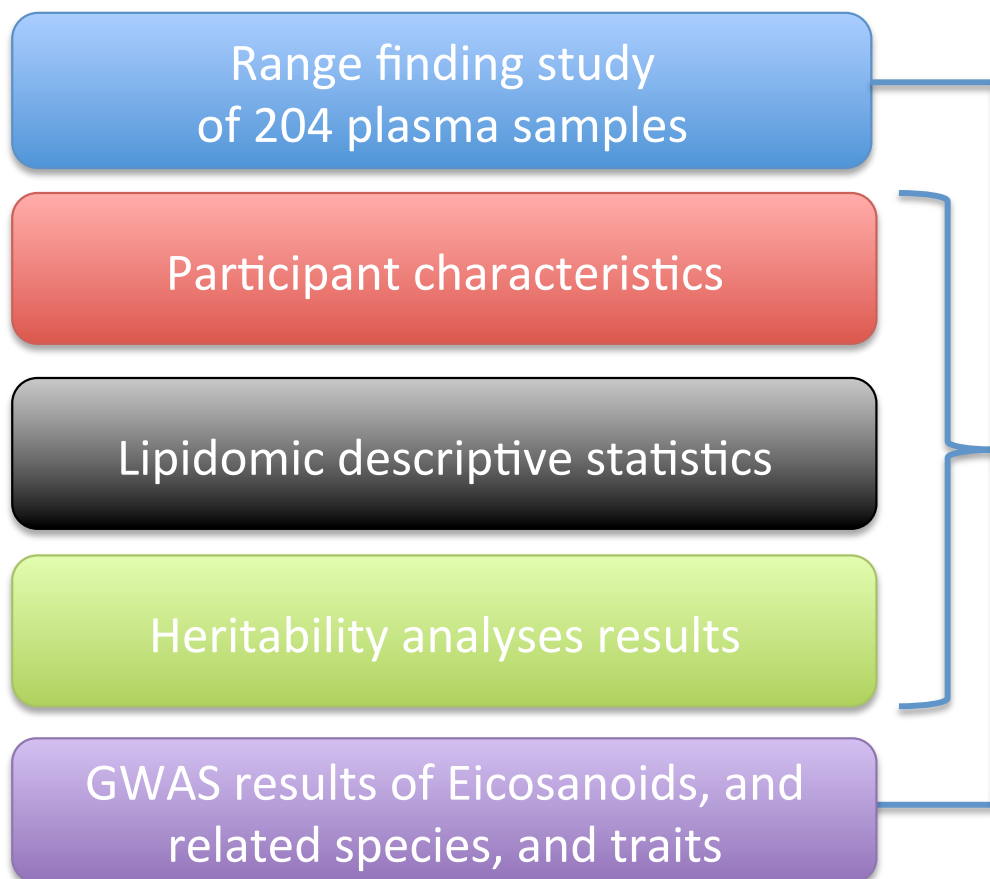 Range finding study
of 204 plasma samples
Participant characteristics
Lipidomic descriptive statistics
Heritability analyses results
GWAS results of Eicosanoids, and
related species, and traits